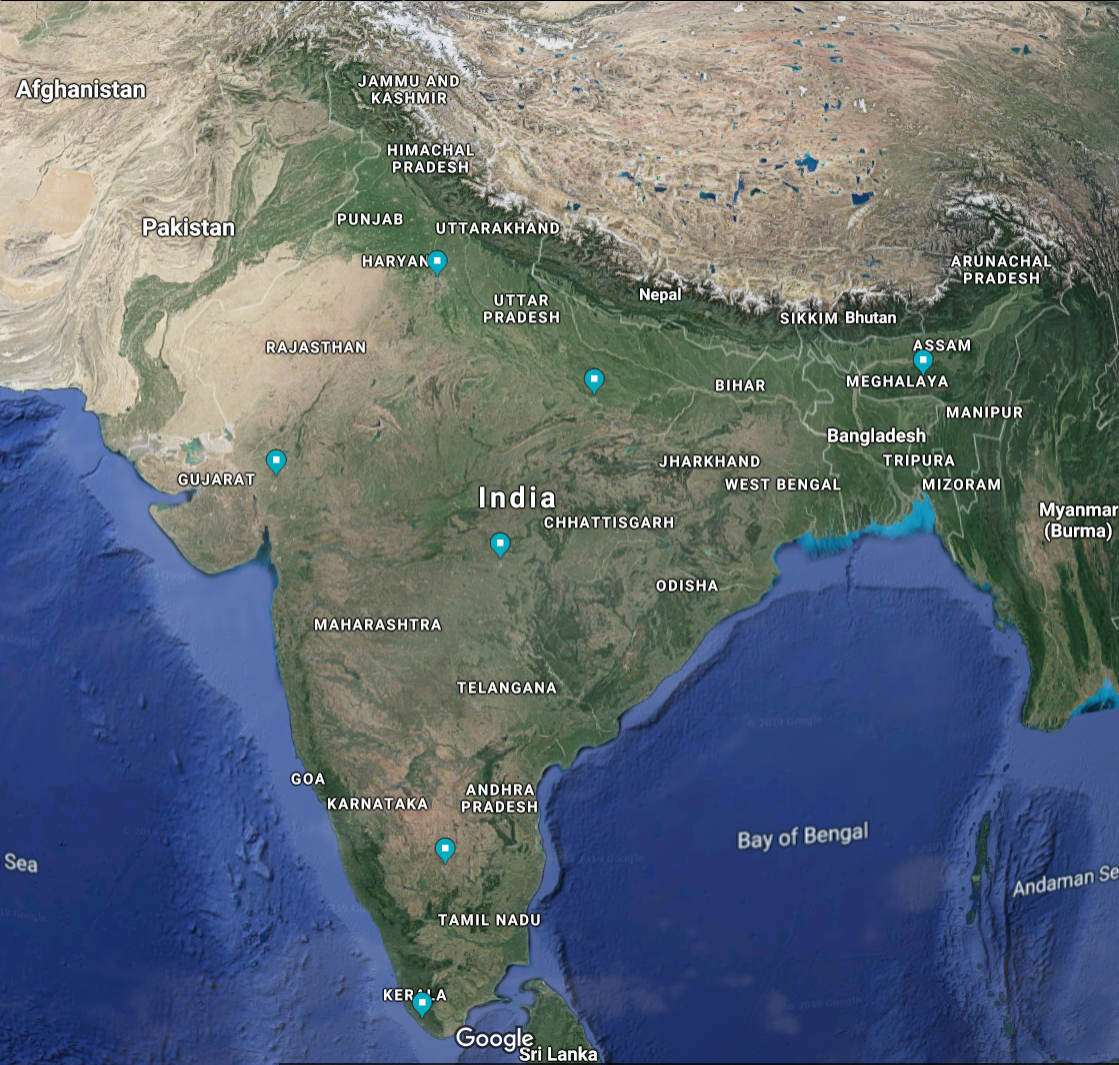 JAMMU AND
KASHMIR
Afghanistan
HIMACHAL
PRADESH
PUNJAB
Pakistan
UTTARAKHAND
HARYAN
ARUNACHAL
PRADESH
Nepal
UTTAR
PRADESH
SIKKIM
Bhutan
RAJASTHAN
ASSAM
BIHAR
MEGHALAYA
MANIPUR
Bangladesh
JHARKHAND
TRIPURA
GUJARAT
WEST BENGAL
MIZORAM
India
CHHATTISGARH
Myanmar
(Burma)
ODISHA
MAHARASHTRA
TELANGANA
GOA
KARNATAKA
ANDHRA
PRADESH
Bay of Bengal
Sea
Andaman Se
TAMIL NADU
KERALA
Google
Sri Lanka